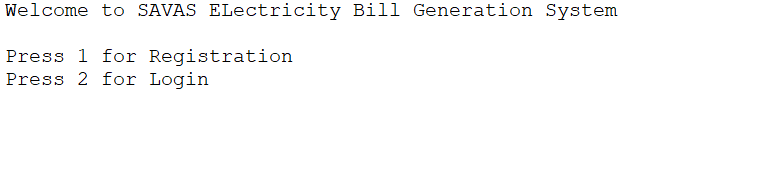 Welcome to SAVAS ELectricity Bill Generation System
Press 1 for Registration
Press 2 for Login